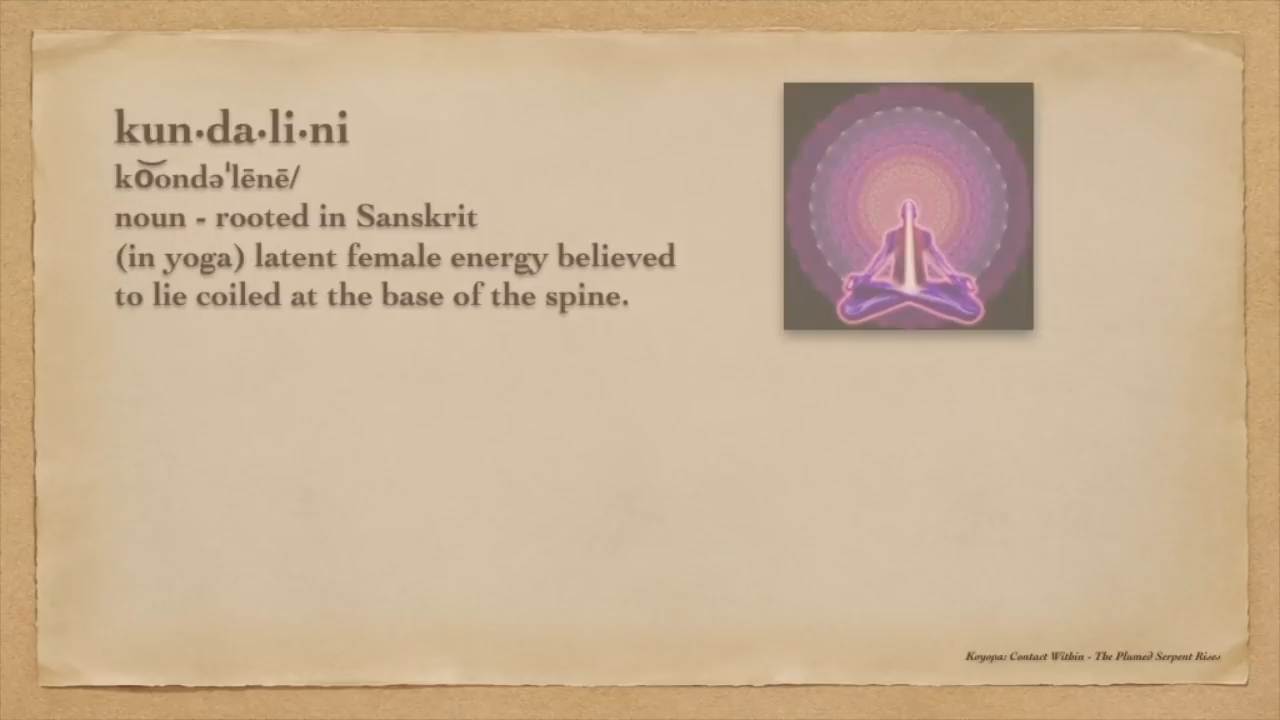 kun·da·li·ni
ko͝ondəˈlēnē/
noun - rooted in Sanskrit
(in yoga) latent female energy believed
to lie coiled at the base of the spine.
Koyopa: Contact Within - The Plumed Serpent Rises